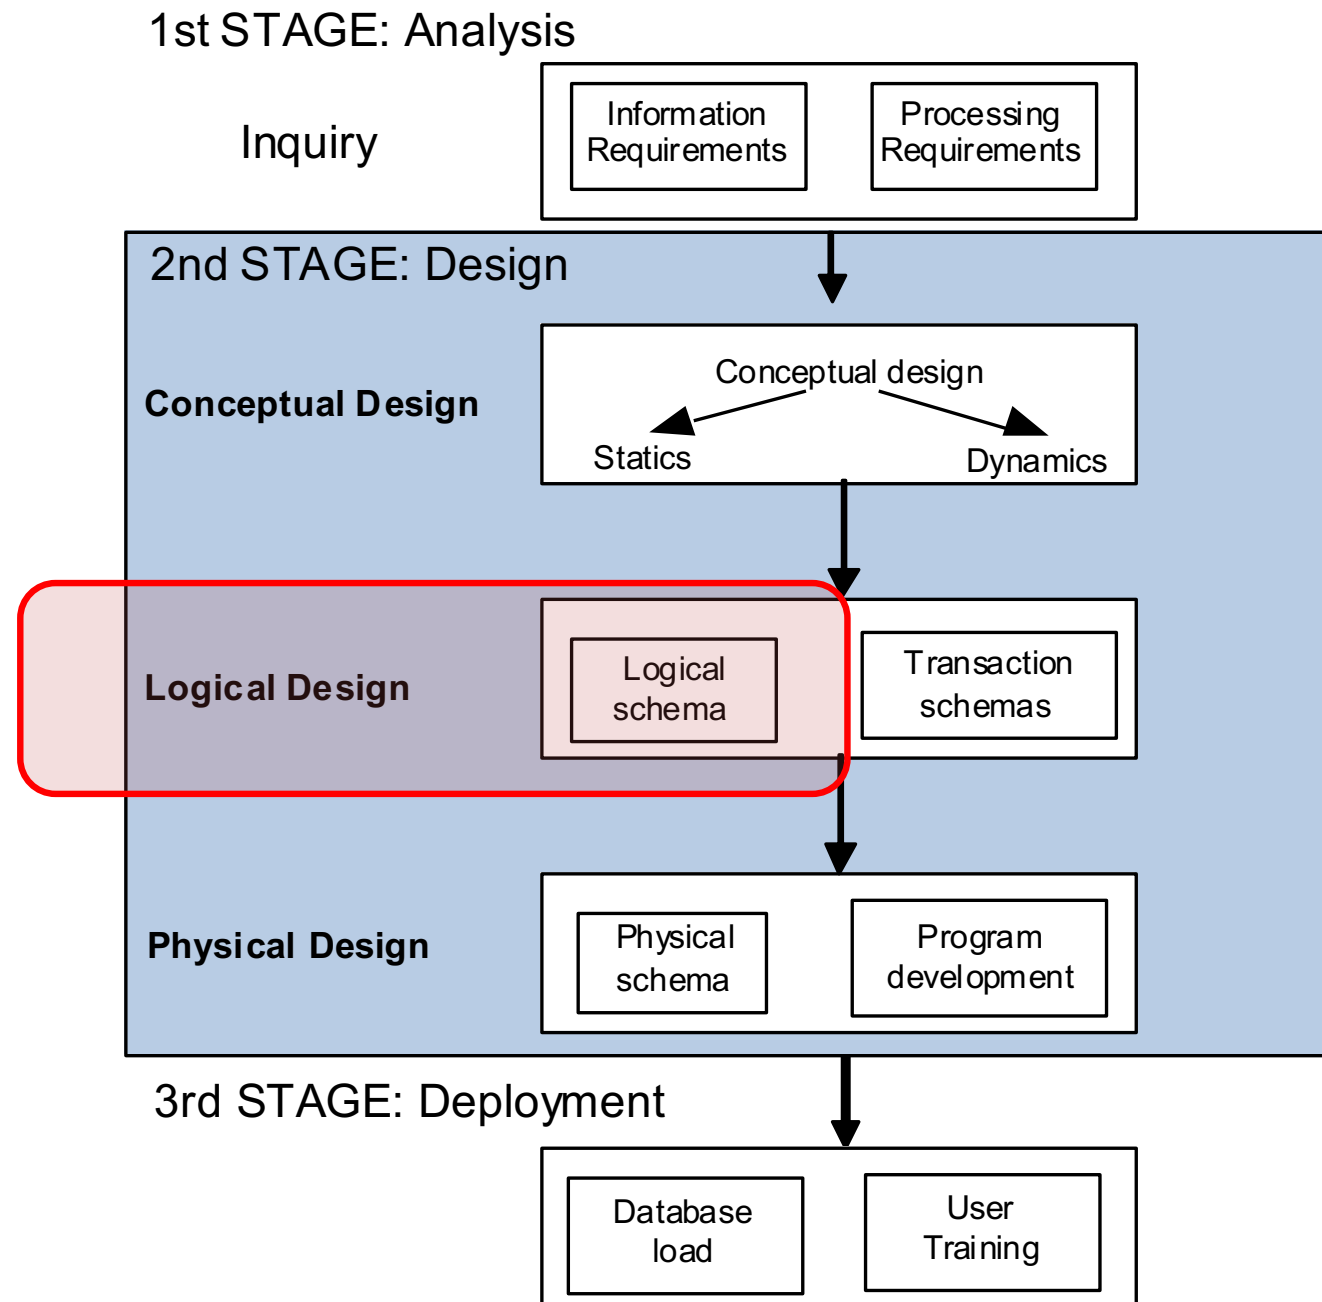 1st STAGE: Analysis
Inquiry
Information
Requirements
Processing
Requirements
2nd STAGE: Design
Conceptual Design
Conceptual design
Statics
Dynamics
Logical Design
Logical
schema
Transaction
schemas
Physical Design
Physical
schema
Program
development
3rd STAGE: Deployment
Database
load
User
Training